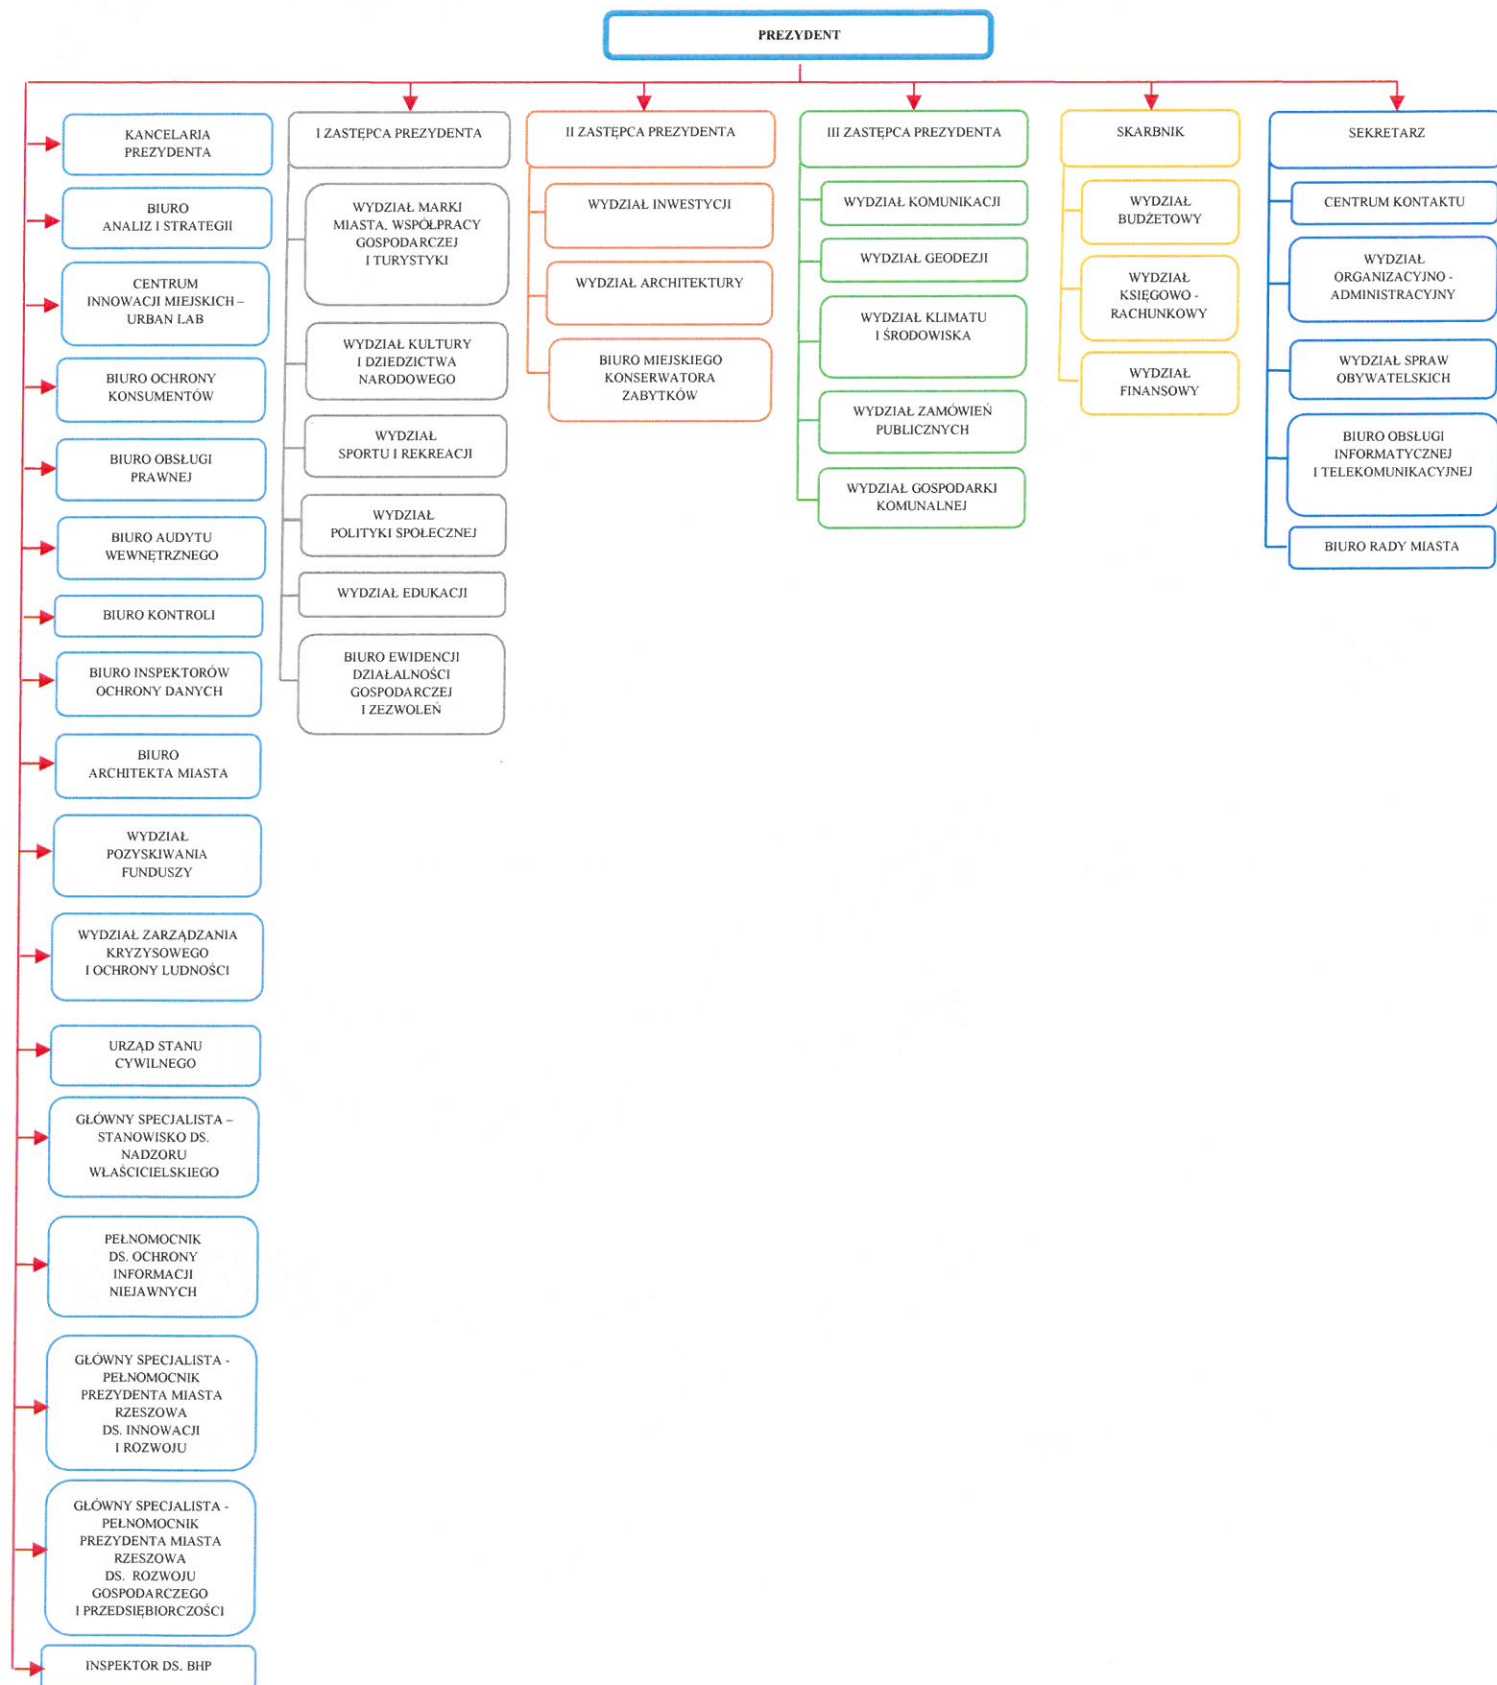 PREZYDENT
KANCELARIA
PREZYDENTA
BIURO
ANALIZ I STRATEGII
CENTRUM
INNOWACJI MIEJSKICH –
URBAN LAB
BIURO OCHRONY
KONSUMENTÓW
BIURO OBSŁUGI
PRAWNEJ
BIURO AUDYTU
WEWNĘTRZNEGO
BIURO KONTROLI
BIURO INSPEKTORÓW
OCHRONY DANYCH
BIURO
ARCHITEKTA MIASTA
WYDZIAŁ
POZYSKIWANIA
FUNDUSZY
WYDZIAŁ ZARZĄDZANIA
KRYZYSOWEGO
I OCHRONY LUDNOŚCI
URZĄD STANU
CYWILNEGO
GŁÓWNY SPECJALISTA –
STANOWISKO DS.
NADZORU
WŁAŚCICIELSKIEGO
PEŁNOMOCNIK
DS. OCHRONY
INFORMACJI
NIEJAWNYCH
GŁÓWNY SPECJALISTA -
PEŁNOMOCNIK
PREZYDENTA MIASTA
RZESZOWA
DS. INNOWACJI
I ROZWOJU
GŁÓWNY SPECJALISTA -
PEŁNOMOCNIK
PREZYDENTA MIASTA
RZESZOWA
DS. ROZWOJU
GOSPODARCZEGO
I PRZEDSIĘBIORCZOŚCI
INSPEKTOR DS. BHP
I ZASTĘPCA PREZYDENTA
WYDZIAŁ MARKI
MIASTA, WSPÓŁPRACY
GOSPODARCZEJ
I TURYSTYKI
WYDZIAŁ KULTURY
I DZIEDZICTWA
NARODOWEGO
WYDZIAŁ
SPORTU I REKREACJI
WYDZIAŁ
POLITYKI SPOŁECZNEJ
WYDZIAŁ EDUKACJI
BIURO EWIDENCJI
DZIAŁALNOŚCI
GOSPODARCZEJ
I ZEZWOLEŃ
II ZASTĘPCA PREZYDENTA
WYDZIAŁ INWESTYCJI
WYDZIAŁ ARCHITEKTURY
BIURO MIEJSKIEGO
KONSERWATORA
ZABYTKÓW
III ZASTĘPCA PREZYDENTA
WYDZIAŁ KOMUNIKACJI
WYDZIAŁ GEODEZJI
WYDZIAŁ KLIMATU
I ŚRODOWISKA
WYDZIAŁ ZAMÓWIEŃ
PUBLICZNYCH
WYDZIAŁ GOSPODARKI
KOMUNALNEJ
SKARBNIK
WYDZIAŁ
BUDŻETOWY
WYDZIAŁ
KSIĘGOWO -
RACHUNKOWY
WYDZIAŁ
FINANSOWY
SEKRETARZ
CENTRUM KONTAKTU
WYDZIAŁ
ORGANIZACYJNO -
ADMINISTRACYJNY
WYDZIAŁ SPRAW
OBYWATELSKICH
BIURO OBSŁUGI
INFORMATYCZNEJ
I TELEKOMUNIKACYJNEJ
BIURO RADY MIASTA